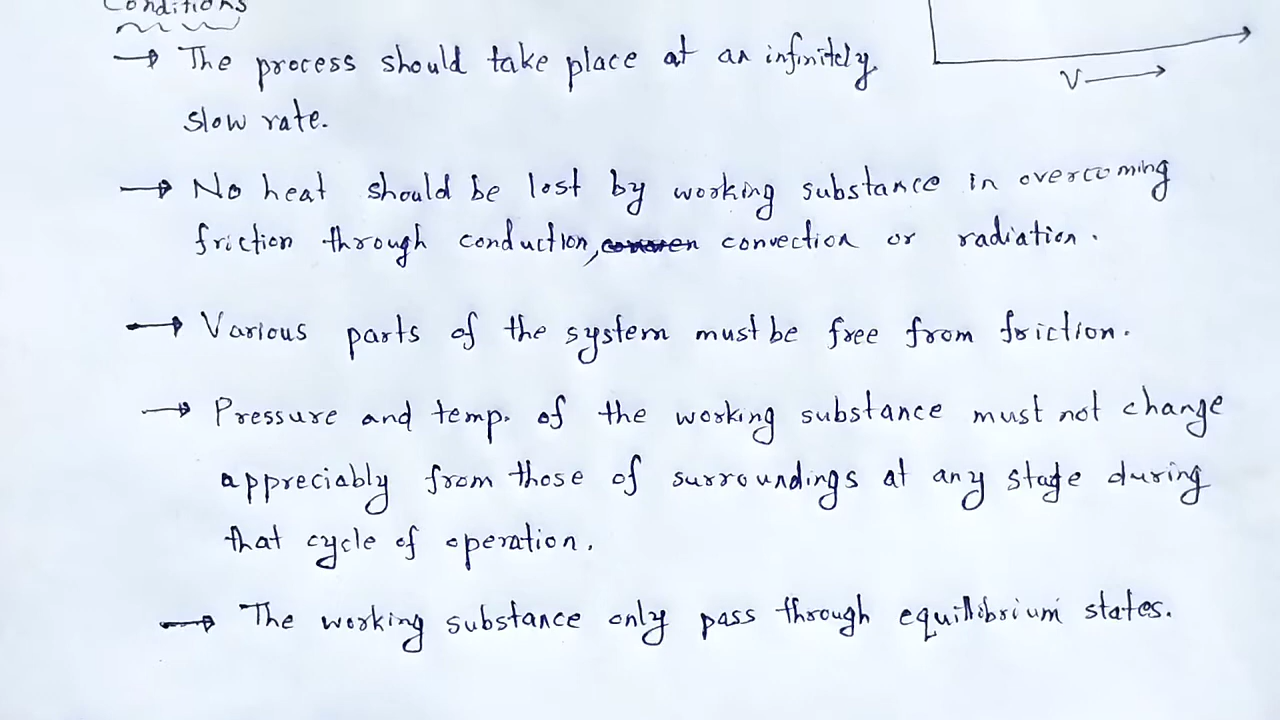 Conditions
→ The process should take place at an infinitely
V →
slow rate.
→ No heat should be lost by working substance in overcoming
friction through conduction, convection or radiation.
→ Various parts of the system must be free from friction.
→ Pressure and temp. of the working substance must not change
appreciably from those of surroundings at any stage during
that cycle of operation.
→ The working substance only pass through equillibrium states.